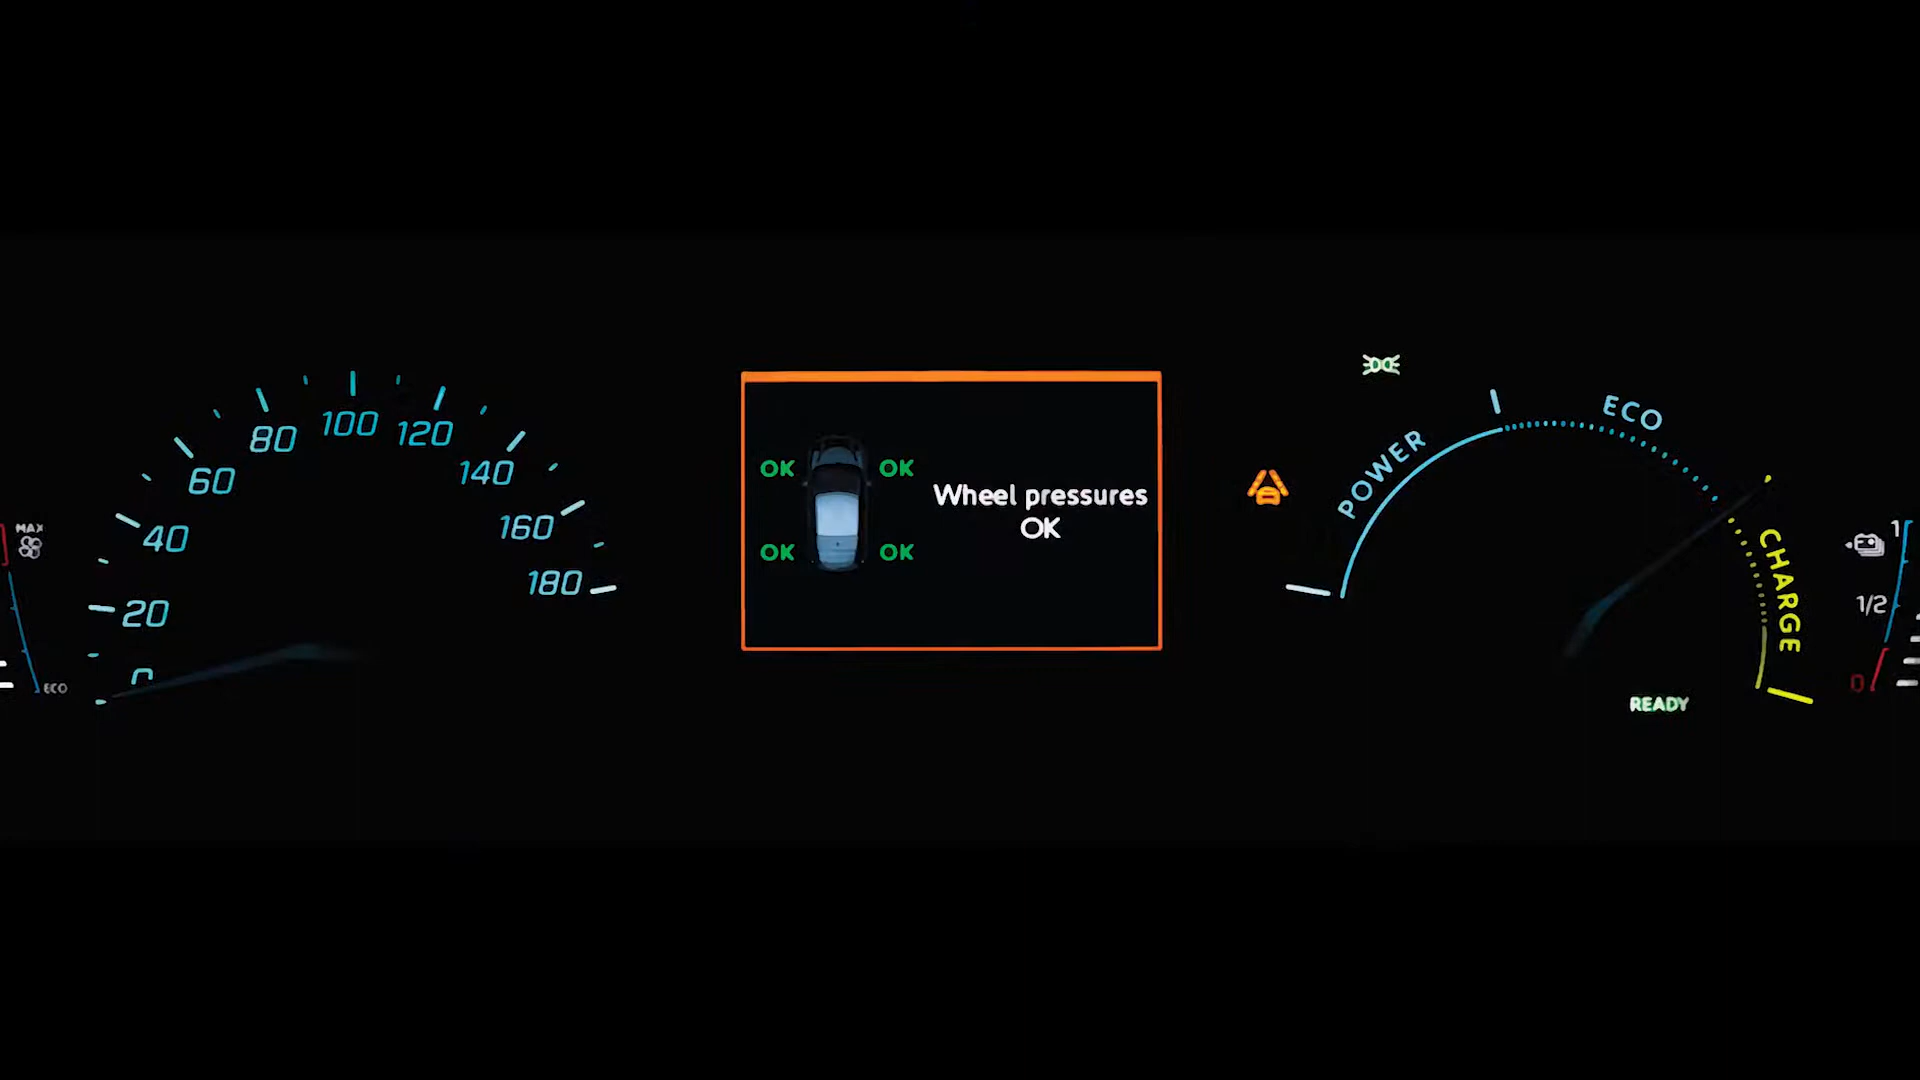 MAX
ECO
0
20
40
60
80
100
120
140
160
180
OK
OK
OK
OK
Wheel pressures
OK
POWER
ECO
CHARGE
READY
1
1/2
0